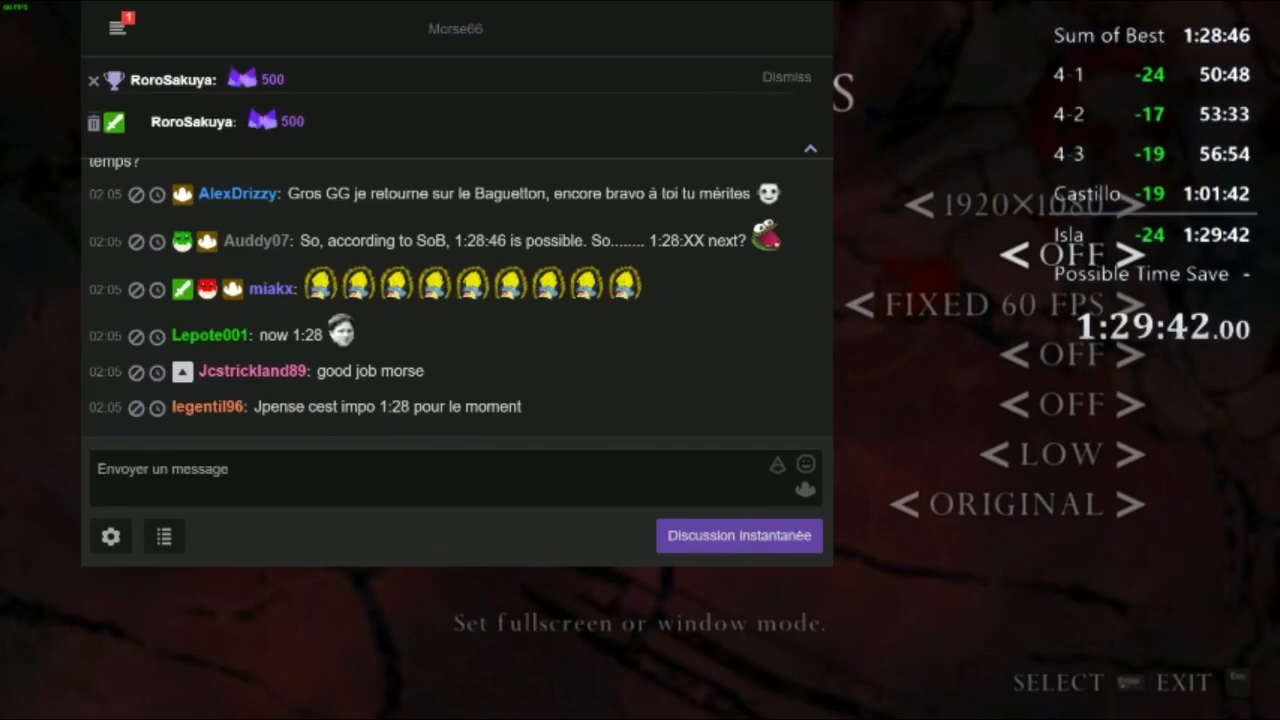 60 FPS
1
Morse66
RoroSakuya: 500
Dismiss
RoroSakuya: 500
temps?
02:05 AlexDrizzy: Gros GG je retourne sur le Baguetton, encore bravo à toi tu mérites
02:05 Auddy07: So, according to SoB, 1:28:46 is possible. So........ 1:28:XX next?
02:05 miakx:
02:05 Lepote001: now 1:28
02:05 Jcstrickland89: good job morse
02:05 legentil96: Jpense cest impo 1:28 pour le moment
Envoyer un message
Discussion instantanée
S
Sum of Best 1:28:46
4-1 -24 50:48
4-2 -17 53:33
4-3 -19 56:54
Castillo -19 1:01:42
Isla -24 1:29:42
Possible Time Save -
1:29:42.00
< 1920×1080 >
< OFF >
< FIXED 60 FPS >
< OFF >
< OFF >
< LOW >
< ORIGINAL >
Set fullscreen or window mode.
SELECT EXIT